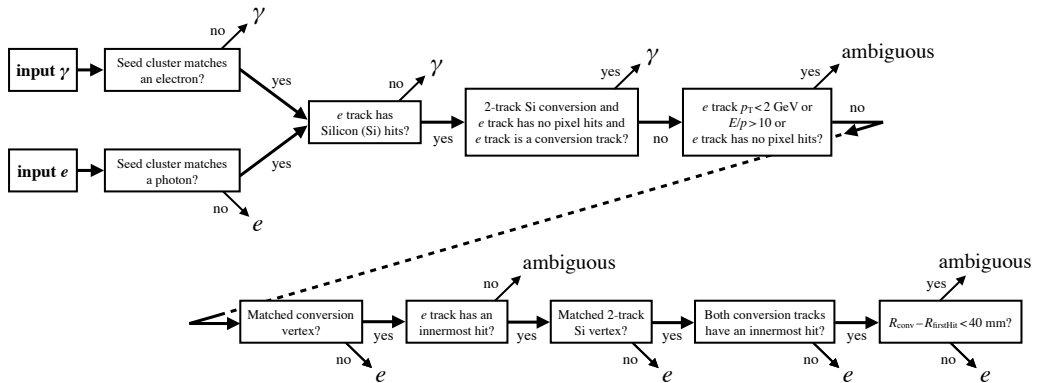 no
γ
input γ
Seed cluster matches
an electron?
yes
input e
Seed cluster matches
a photon?
yes
no
e
e track has
Silicon (Si) hits?
no
γ
yes
2-track Si conversion and
e track has no pixel hits and
e track is a conversion track?
yes
γ
no
e track pT < 2 GeV or
E/p > 10 or
e track has no pixel hits?
yes
ambiguous
no
Matched conversion
vertex?
no
e
yes
e track has an
innermost hit?
no
ambiguous
yes
Matched 2-track
Si vertex?
no
e
yes
Both conversion tracks
have an innermost hit?
no
e
yes
Rconv − RfirstHit < 40 mm?
yes
ambiguous
no
e